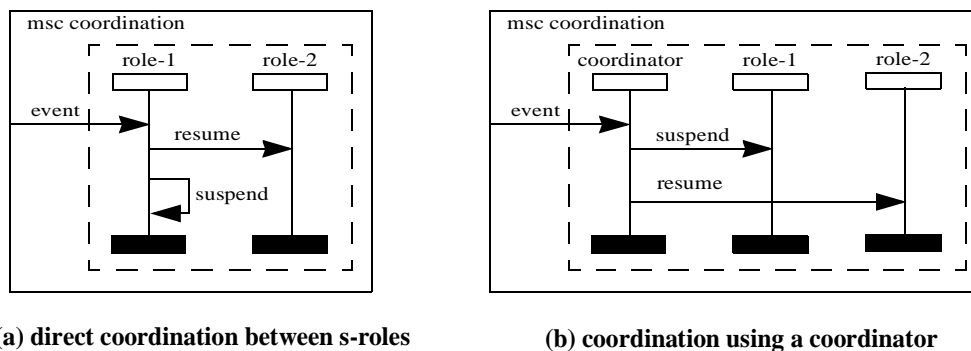 msc coordination
role-1 role-2
event
resume
suspend
(a) direct coordination between s-roles
msc coordination
coordinator role-1 role-2
event
suspend
resume
(b) coordination using a coordinator